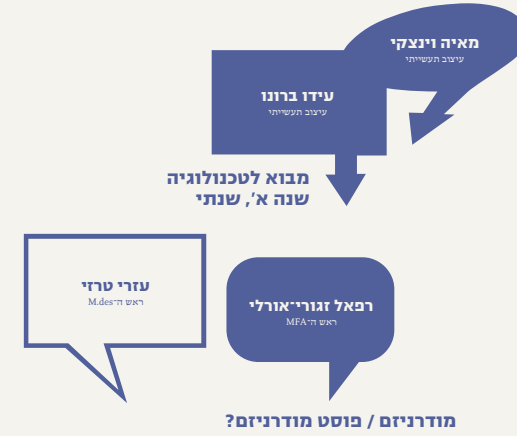 מאיה וינצקי
עיצוב תעשייתי
עידו ברונו
עיצוב תעשייתי
מבוא לטכנולוגיה
שנה א', שנתי
רפאל זגורי־אורלי
ראש ה־MFA
עזרי טרזי
ראש ה־M.des
מודרניזם / פוסט מודרניזם?